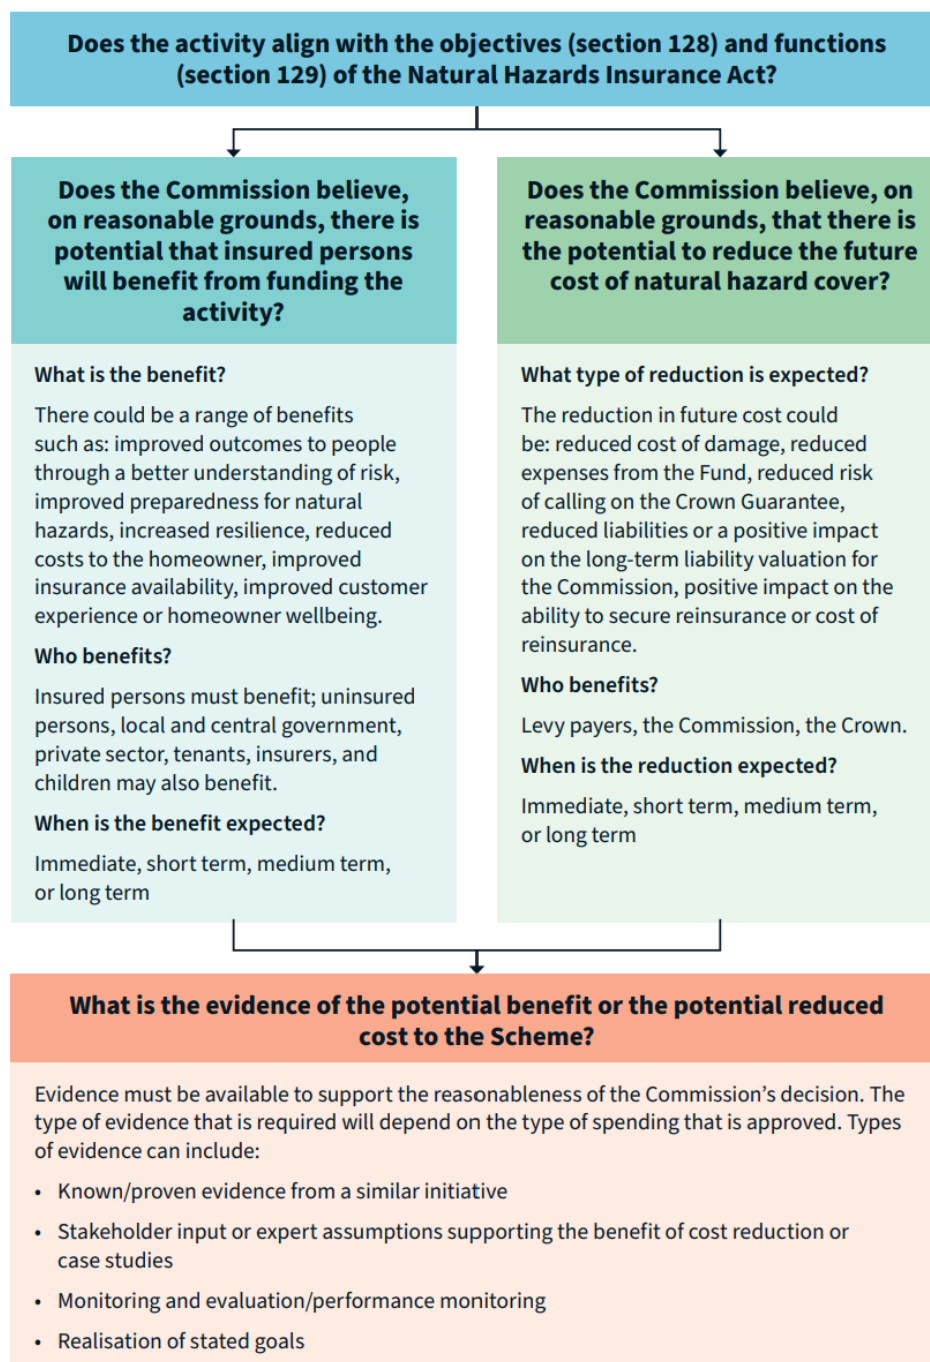 Does the activity align with the objectives (section 128) and functions
(section 129) of the Natural Hazards Insurance Act?
Does the Commission believe,
on reasonable grounds, there is
potential that insured persons
will benefit from funding the
activity?
What is the benefit?
There could be a range of benefits
such as: improved outcomes to people
through a better understanding of risk,
improved preparedness for natural
hazards, increased resilience, reduced
costs to the homeowner, improved
insurance availability, improved customer
experience or homeowner wellbeing.
Who benefits?
Insured persons must benefit; uninsured
persons, local and central government,
private sector, tenants, insurers, and
children may also benefit.
When is the benefit expected?
Immediate, short term, medium term,
or long term
Does the Commission believe, on
reasonable grounds, that there is
the potential to reduce the future
cost of natural hazard cover?
What type of reduction is expected?
The reduction in future cost could
be: reduced cost of damage, reduced
expenses from the Fund, reduced risk
of calling on the Crown Guarantee,
reduced liabilities or a positive impact
on the long-term liability valuation for
the Commission, positive impact on the
ability to secure reinsurance or cost of
reinsurance.
Who benefits?
Levy payers, the Commission, the Crown.
When is the reduction expected?
Immediate, short term, medium term,
or long term
What is the evidence of the potential benefit or the potential reduced
cost to the Scheme?
Evidence must be available to support the reasonableness of the Commission's decision. The
type of evidence that is required will depend on the type of spending that is approved. Types
of evidence can include:
• Known/proven evidence from a similar initiative
• Stakeholder input or expert assumptions supporting the benefit of cost reduction or
case studies
• Monitoring and evaluation/performance monitoring
• Realisation of stated goals